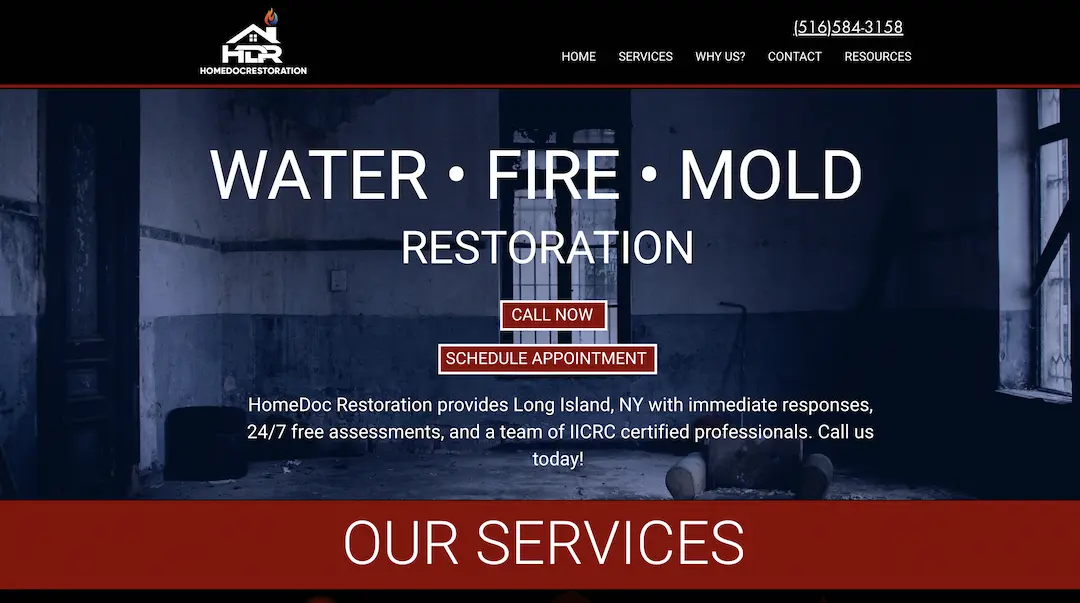 HDR
HOMEDOCRESTORATION
(516)584-3158
HOME SERVICES WHY US? CONTACT RESOURCES
WATER • FIRE • MOLD
RESTORATION
CALL NOW
SCHEDULE APPOINTMENT
HomeDoc Restoration provides Long Island, NY with immediate responses,
24/7 free assessments, and a team of IICRC certified professionals. Call us
today!
OUR SERVICES